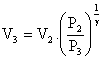 V₃ = V₂.(P₂/P₃)^(1/γ)